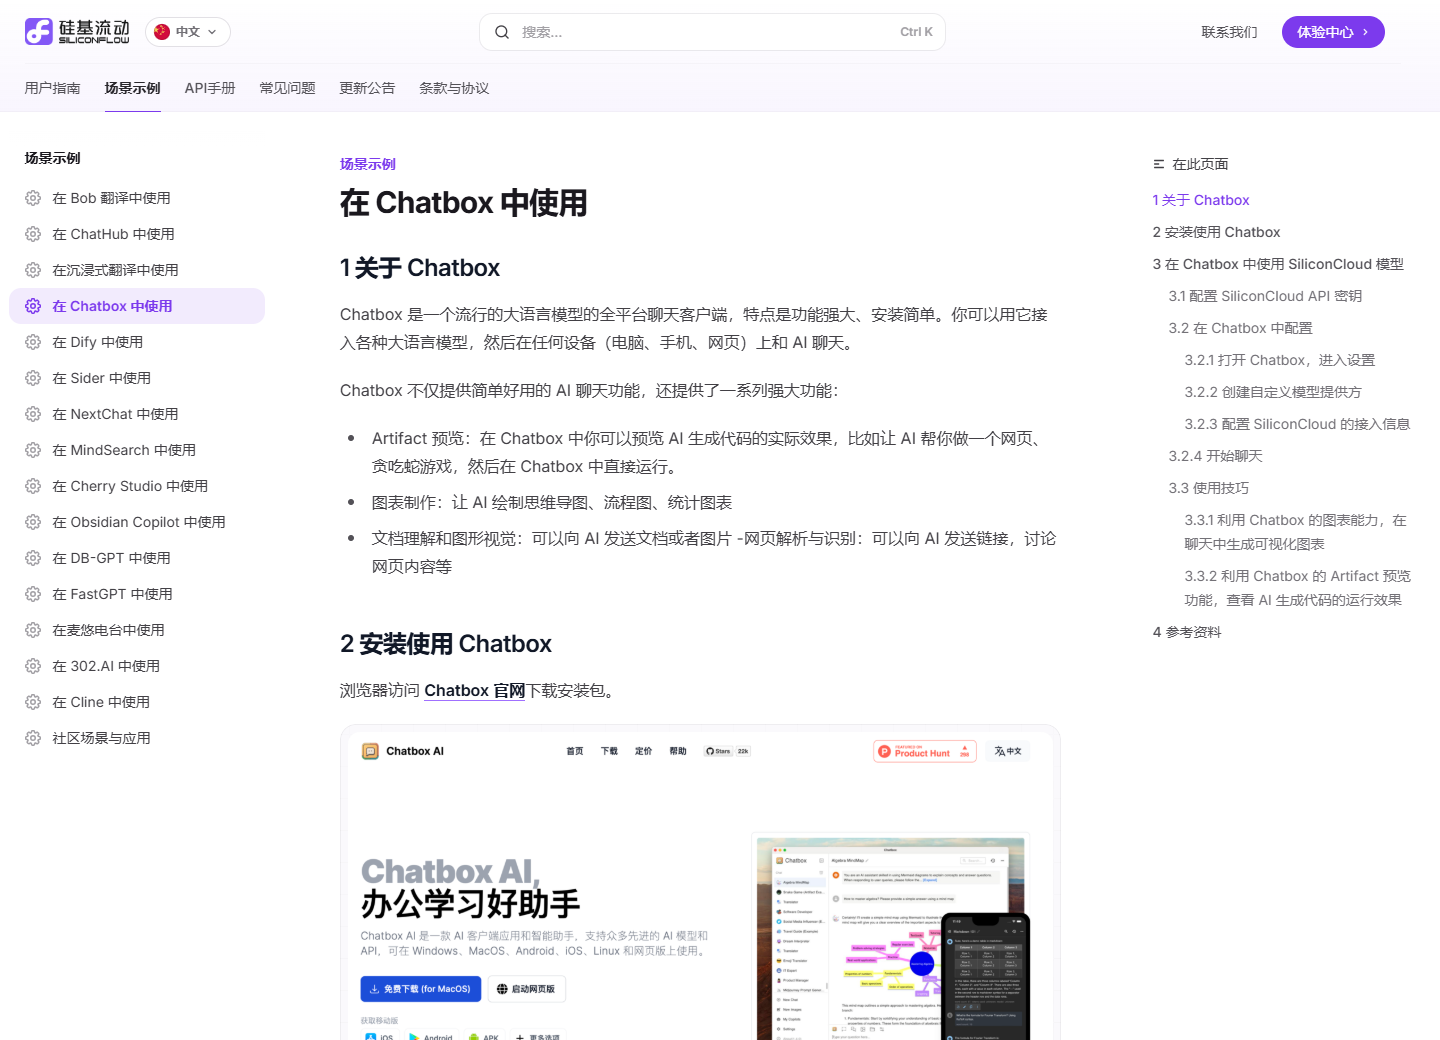 硅基流动
SILICONFLOW
中文
搜索...
Ctrl K
联系我们
体验中心
用户指南
场景示例
API手册
常见问题
更新公告
条款与协议
场景示例
在 Bob 翻译中使用
在 ChatHub 中使用
在沉浸式翻译中使用
在 Chatbox 中使用
在 Dify 中使用
在 Sider 中使用
在 NextChat 中使用
在 MindSearch 中使用
在 Cherry Studio 中使用
在 Obsidian Copilot 中使用
在 DB-GPT 中使用
在 FastGPT 中使用
在麦悠电台中使用
在 302.AI 中使用
在 Cline 中使用
社区场景与应用
场景示例
在 Chatbox 中使用
1 关于 Chatbox
Chatbox 是一个流行的大语言模型的全平台聊天客户端，特点是功能强大、安装简单。你可以用它接
入各种大语言模型，然后在任何设备（电脑、手机、网页）上和 AI 聊天。
Chatbox 不仅提供简单好用的 AI 聊天功能，还提供了一系列强大功能：
Artifact 预览：在 Chatbox 中你可以预览 AI 生成代码的实际效果，比如让 AI 帮你做一个网页、
贪吃蛇游戏，然后在 Chatbox 中直接运行。
图表制作：让 AI 绘制思维导图、流程图、统计图表
文档理解和图形视觉：可以向 AI 发送文档或者图片 -网页解析与识别：可以向 AI 发送链接，讨论
网页内容等
2 安装使用 Chatbox
浏览器访问 Chatbox 官网下载安装包。
Chatbox AI
首页
下载
定价
帮助
Stars 22k
FEATURED ON
Product Hunt
中文
Chatbox AI,
办公学习好助手
Chatbox AI 是一款 AI 客户端应用和智能助手，支持众多先进的 AI 模型和
API，可在 Windows、MacOS、Android、iOS、Linux 和网页版上使用。
免费下载 (for MacOS)
启动网页版
获取移动版
iOS
Android
APK
更多选项
Chatbox
Algebra MindMap
在此页面
1 关于 Chatbox
2 安装使用 Chatbox
3 在 Chatbox 中使用 SiliconCloud 模型
3.1 配置 SiliconCloud API 密钥
3.2 在 Chatbox 中配置
3.2.1 打开 Chatbox，进入设置
3.2.2 创建自定义模型提供方
3.2.3 配置 SiliconCloud 的接入信息
3.2.4 开始聊天
3.3 使用技巧
3.3.1 利用 Chatbox 的图表能力，在
聊天中生成可视化图表
3.3.2 利用 Chatbox 的 Artifact 预览
功能，查看 AI 生成代码的运行效果
4 参考资料